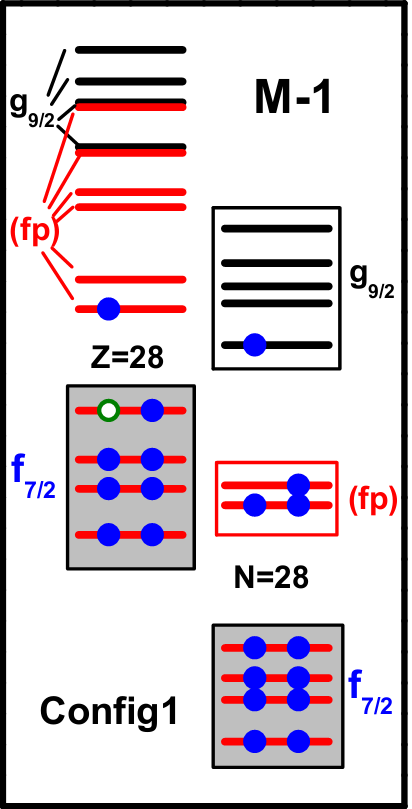 M-1
g9/2
(fp)
g9/2
Z=28
f7/2
(fp)
N=28
f7/2
Config1